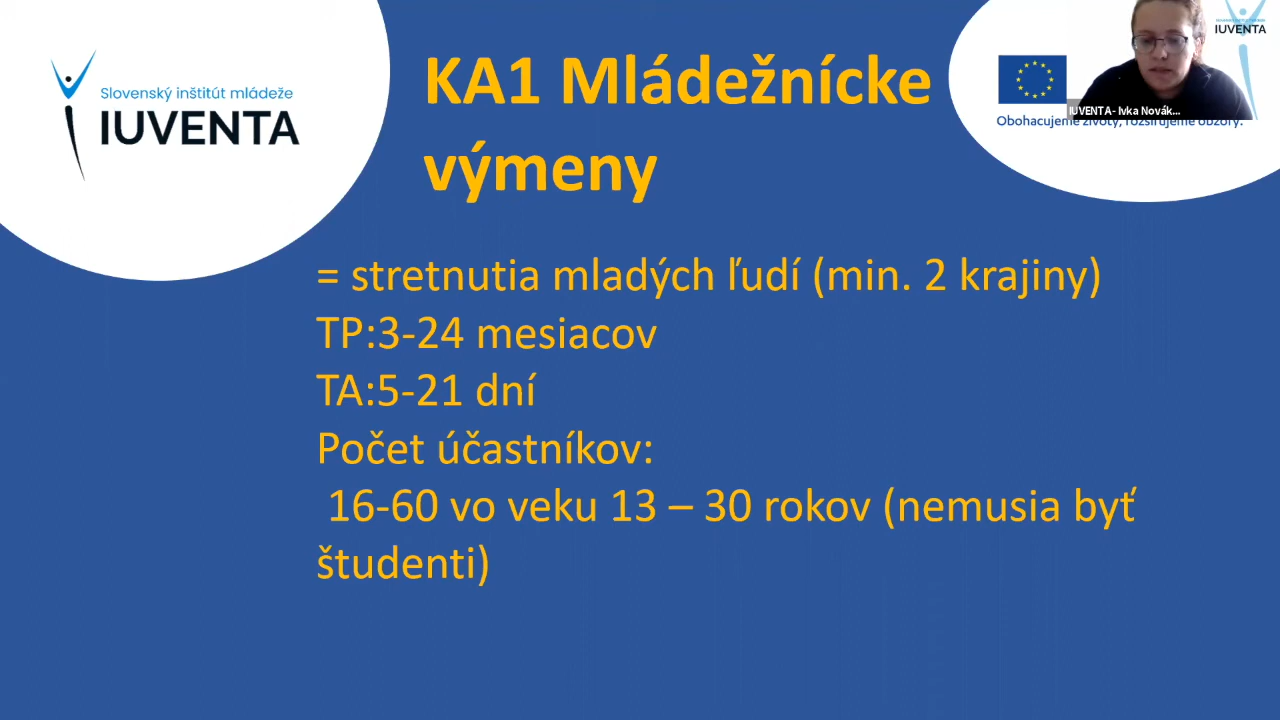 Slovenský inštitút mládeže
IUVENTA
KA1 Mládežnícke
výmeny
IUVENTA
IUVENTA- Ivka Novák...
Obohacujeme životy, rozširujeme obzory.
= stretnutia mladých ľudí (min. 2 krajiny)
TP:3-24 mesiacov
TA:5-21 dní
Počet účastníkov:
16-60 vo veku 13 – 30 rokov (nemusia byť
študenti)